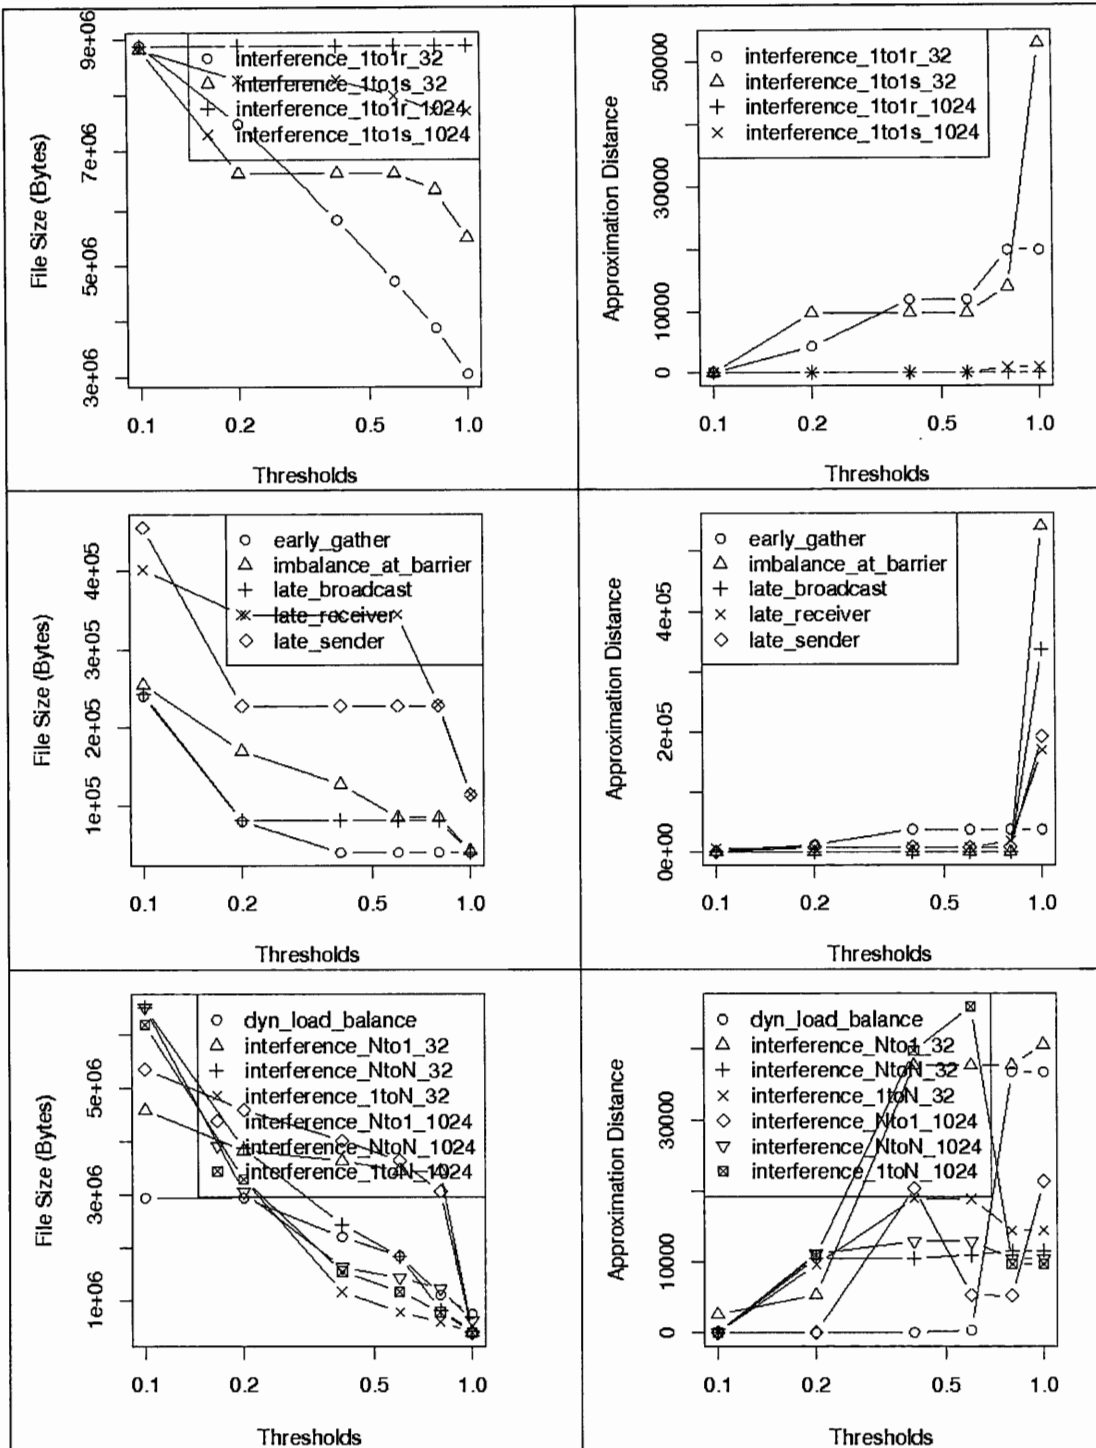 File Size (Bytes)
9e+06
7e+06
5e+06
3e+06
interference_1to1r_32
interference_1to1s_32
interference_1to1r_1024
interference_1to1s_1024
0.1 0.2 0.5 1.0
Thresholds
Approximation Distance
50000
30000
10000
0
interference_1to1r_32
interference_1to1s_32
interference_1to1r_1024
interference_1to1s_1024
0.1 0.2 0.5 1.0
Thresholds
File Size (Bytes)
4e+05
3e+05
2e+05
1e+05
early_gather
imbalance_at_barrier
late_broadcast
late_receiver
late_sender
0.1 0.2 0.5 1.0
Thresholds
Approximation Distance
4e+05
2e+05
0e+00
early_gather
imbalance_at_barrier
late_broadcast
late_receiver
late_sender
0.1 0.2 0.5 1.0
Thresholds
File Size (Bytes)
5e+06
3e+06
1e+06
dyn_load_balance
interference_Nto1_32
interference_NtoN_32
interference_1toN_32
interference_Nto1_1024
interference_NtoN_1024
interference_1toN_1024
0.1 0.2 0.5 1.0
Thresholds
Approximation Distance
30000
10000
0
dyn_load_balance
interference_Nto1_32
interference_NtoN_32
interference_1toN_32
interference_Nto1_1024
interference_NtoN_1024
interference_1toN_1024
0.1 0.2 0.5 1.0
Thresholds